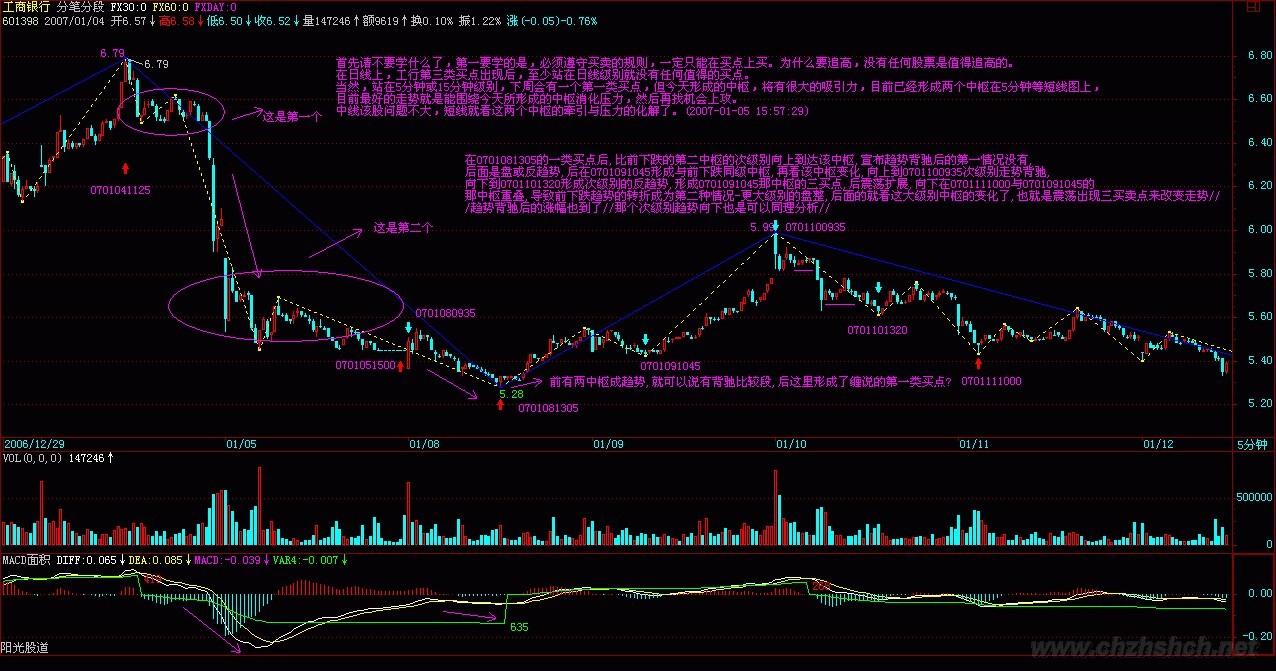 工商银行 分笔分段 FX30:0 FX60:0 FXDAY:0
601398 2007/01/04 开6.57↓高6.58↓低6.50↓收6.52↓量147246↑额9619↑换0.10% 振1.22% 涨(-0.05)-0.76%
6.79
6.79
首先请不要学什么了，第一要学的是，必须遵守买卖的规则，一定只能在买点上买。为什么要追高，没有任何股票是值得追高的。
在日线上，工行第三类买点出现后，至少站在日线级别就没有任何值得的买点。
当然，站在5分钟或15分钟级别，下周会有一个第一类买点，但今天形成的中枢，将有很大的吸引力，目前已经形成两个中枢在5分钟等短线图上，
目前最好的走势就是能围绕今天所形成的中枢消化压力，然后再找机会上攻。
中线该股问题不大，短线就看这两个中枢的牵引与压力的化解了。(2007-01-05 15:57:29)
这是第一个
0701041125
在0701081305的一类买点后,比前下跌的第二中枢的次级别向上到达该中枢,宣布趋势背驰后的第一情况没有,
后面是盘或反趋势,后在0701091045形成与前下跌同级中枢,再看该中枢变化,向上到0701100935次级别走势背驰,
向下到0701101320形成次级别的反趋势,形成0701091045那中枢的三买点,后震荡扩展,向下在0701111000与0701091045的
那中枢重叠,导致前下跌趋势的转折成为第二种情况-更大级别的盘整,后面的就看这大级别中枢的变化了,也就是震荡出现三买卖点来改变走势//
/趋势背驰后的涨幅也到了//那个次级别趋势向下也是可以同理分析//
这是第二个
5.99
0701100935
0701080935
0701101320
0701051500
0701091045
前有两中枢成趋势,就可以说有背驰比较段,后这里形成了缠说的第一类买点?
0701111000
5.28
0701081305
6.80
6.60
6.40
6.20
6.00
5.80
5.60
5.40
5.20
2006/12/29 01/05 01/08 01/09 01/10 01/11 01/12 5分钟
VOL(0,0,0) 147246↑
500000
0
MACD面积 DIFF:0.065↓DEA:0.085↓MACD:-0.039↓VAR4:-0.007↓
0.00
635
-0.20
阳光股道
www.chzhshch.net